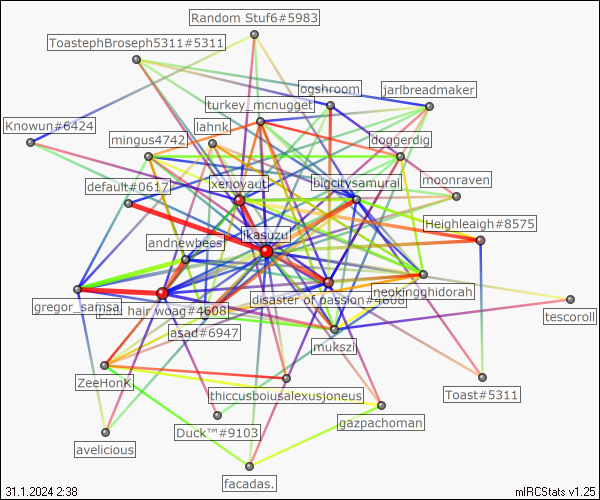 Random Stuf6#5983
ToastephBroseph5311#5311
ogshroom
jarlbreadmaker
turkey_mcnugget
Knowun#6424
lahnk
mingus4742
doggerdig
moonraven
default#0617
xenoyaut
bigcitysamurai
Heighleaigh#8575
ikasuzu
andnewbees
neokingghidorah
disaster of passion#
gregor_samsa
hair woag#4608
tescoroll
asad#6947
mukszi
ZeeHonk
thiccusboiusalexusjoneus
Toast#5311
gazpachoman
Duck™#9103
avelicious
facadas.
31.1.2024 2:38
mIRCStats v1.25